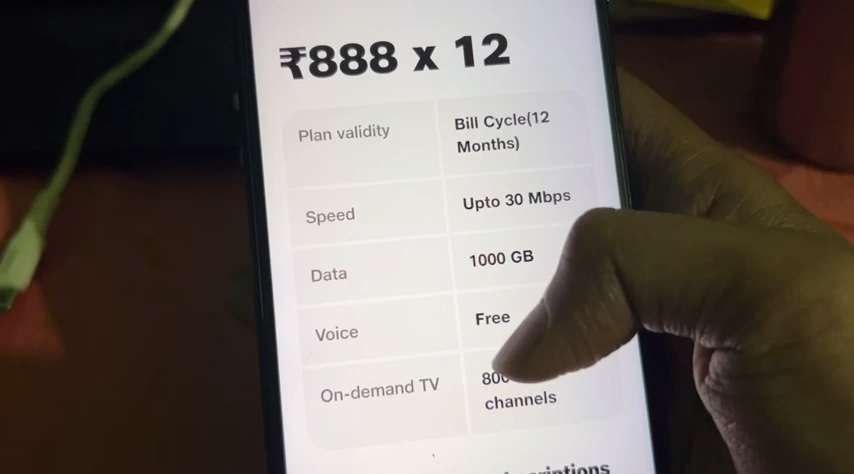 ₹888 x 12
Plan validity
Bill Cycle(12
Months)
Speed
Upto 30 Mbps
Data
1000 GB
Voice
Free
On-demand TV
channels